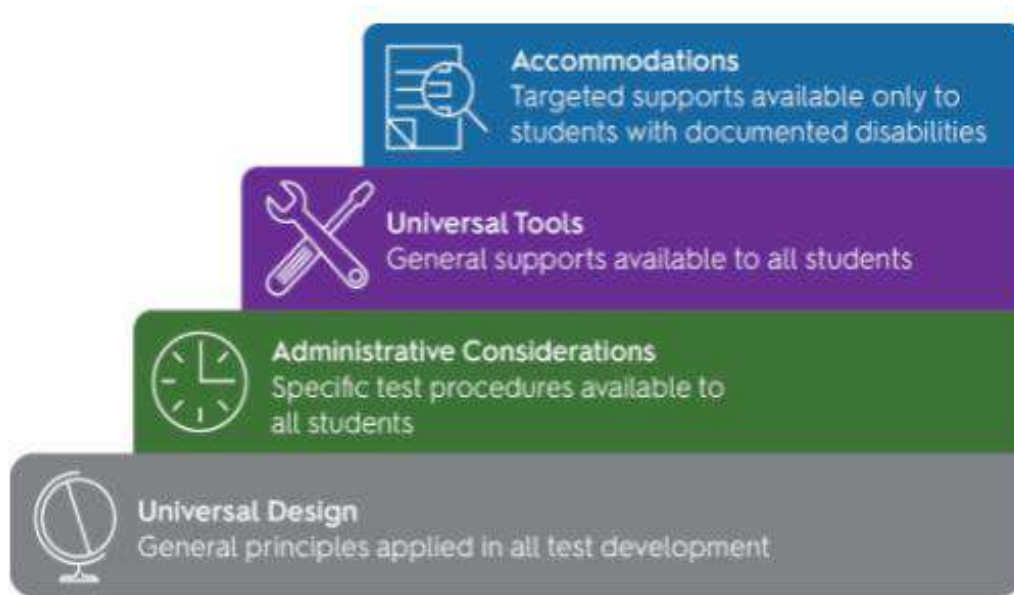 Accommodations
Targeted supports available only to
students with documented disabilities
Universal Tools
General supports available to all students
Administrative Considerations
Specific test procedures available to
all students
Universal Design
General principles applied in all test development